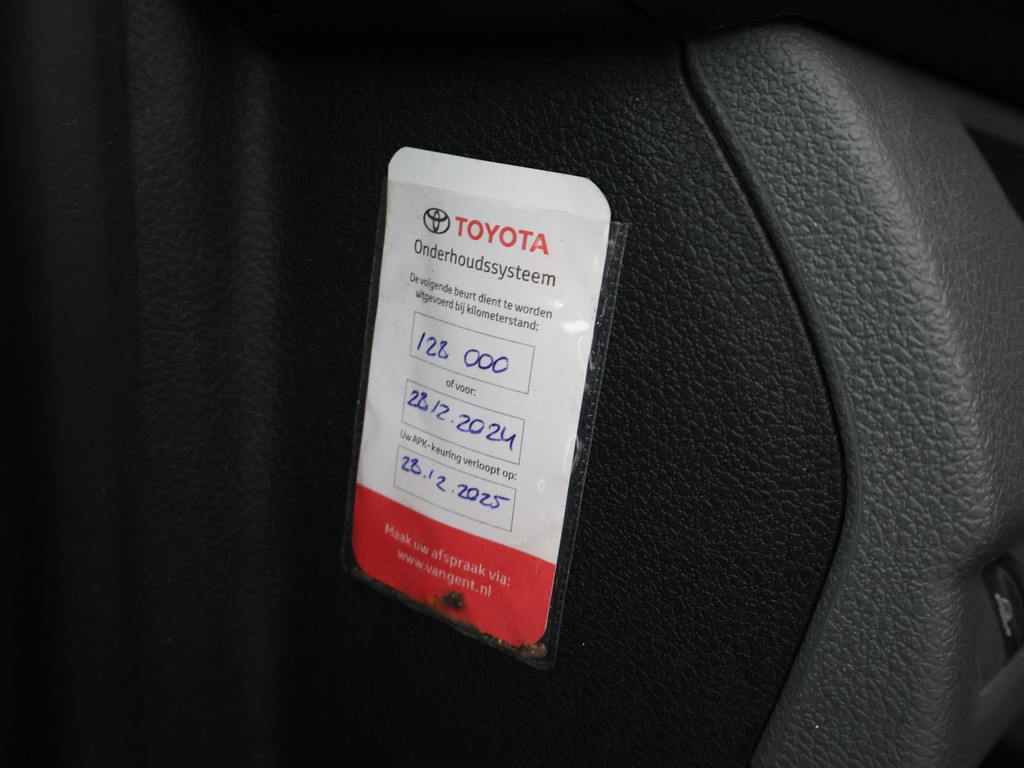 TOYOTA
Onderhoudssysteem
De volgende beurt dient te worden
uitgevoerd bij kilometerstand:
128 000
of voor:
28.12.2024
Uw APK-keuring verloopt op:
28.12.2025
Maak uw afspraak via:
www.vangent.nl